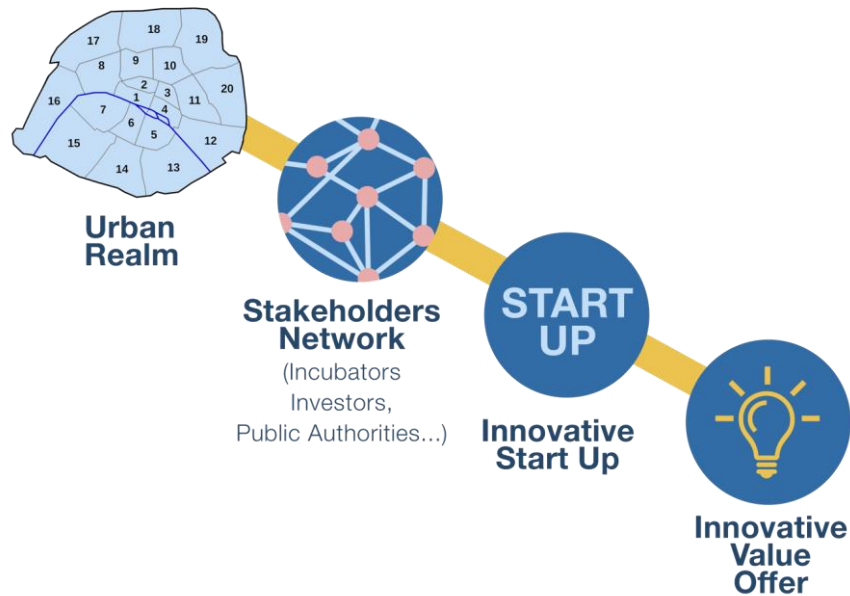 18
17
19
9
10
8
2
3
20
1
11
16
4
7
6
5
12
15
14
13
Urban
Realm
Stakeholders
Network
(Incubators
Investors,
Public Authorities...)
START
UP
Innovative
Start Up
Innovative
Value
Offer